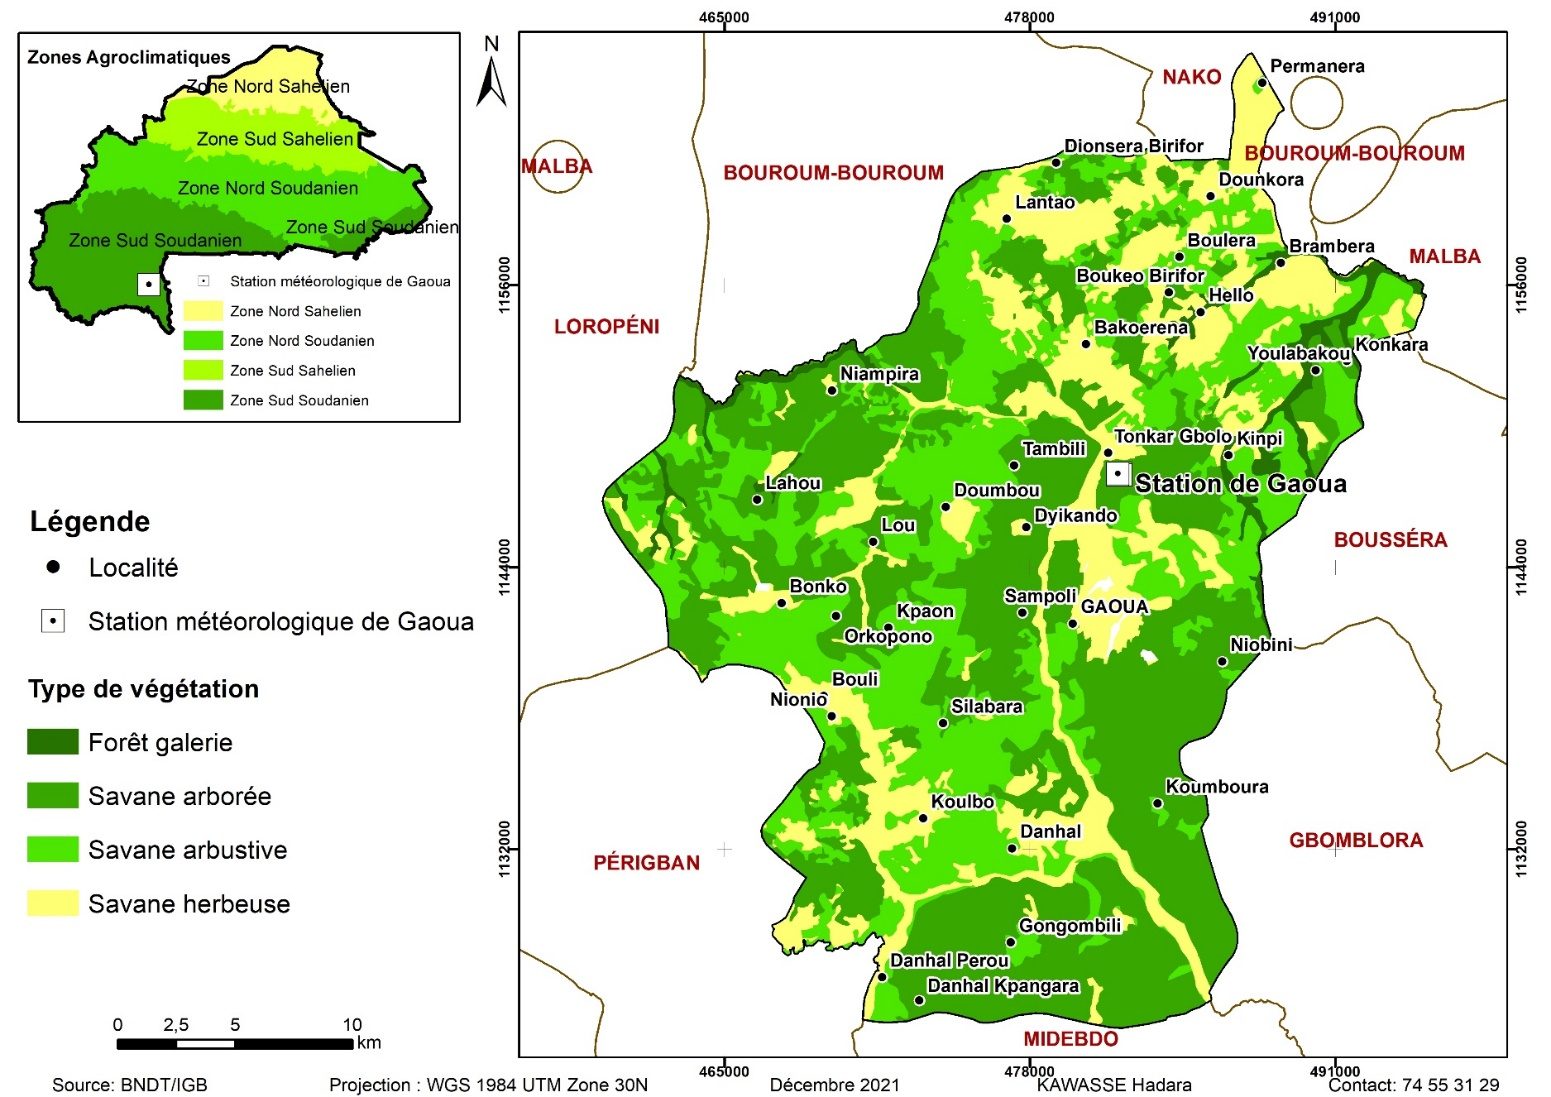 Zones Agroclimatiques
Zone Nord Sahelien
Zone Sud Sahelien
Zone Nord Soudanien
Zone Sud Soudanien
Zone Sud Soudanien
Station météorologique de Gaoua
Zone Nord Sahelien
Zone Nord Soudanien
Zone Sud Sahelien
Zone Sud Soudanien
Légende
Localité
Station météorologique de Gaoua
Type de végétation
Forêt galerie
Savane arborée
Savane arbustive
Savane herbeuse
0 2,5 5 10
km
N
465000 478000 491000
1156000
1144000
1132000
1156000
1144000
1132000
NAKO
Permanera
MALBA
BOUROUM-BOUROUM
Dionsera Birifor
BOUROUM-BOUROUM
Dounkora
Lantao
Boulera
Brambera
MALBA
Boukeo Birifor
Hello
LOROPÉNI
Bakoerena
Konkara
Youlabakou
Niampira
Tonkar Gbolo
Kinpi
Tambili
Station de Gaoua
Lahou
Doumbou
Dyikando
Lou
BOUSSÉRA
Bonko
Sampoli
GAOUA
Kpaon
Orkopono
Niobini
Bouli
Nionio
Silabara
Koumboura
Koulbo
Danhal
GBOMBLORA
PÉRIGBAN
Gongombili
Danhal Perou
Danhal Kpangara
MIDEBDO
465000 478000 491000
Source: BNDT/IGB Projection : WGS 1984 UTM Zone 30N Décembre 2021 KAWASSE Hadara Contact: 74 55 31 29